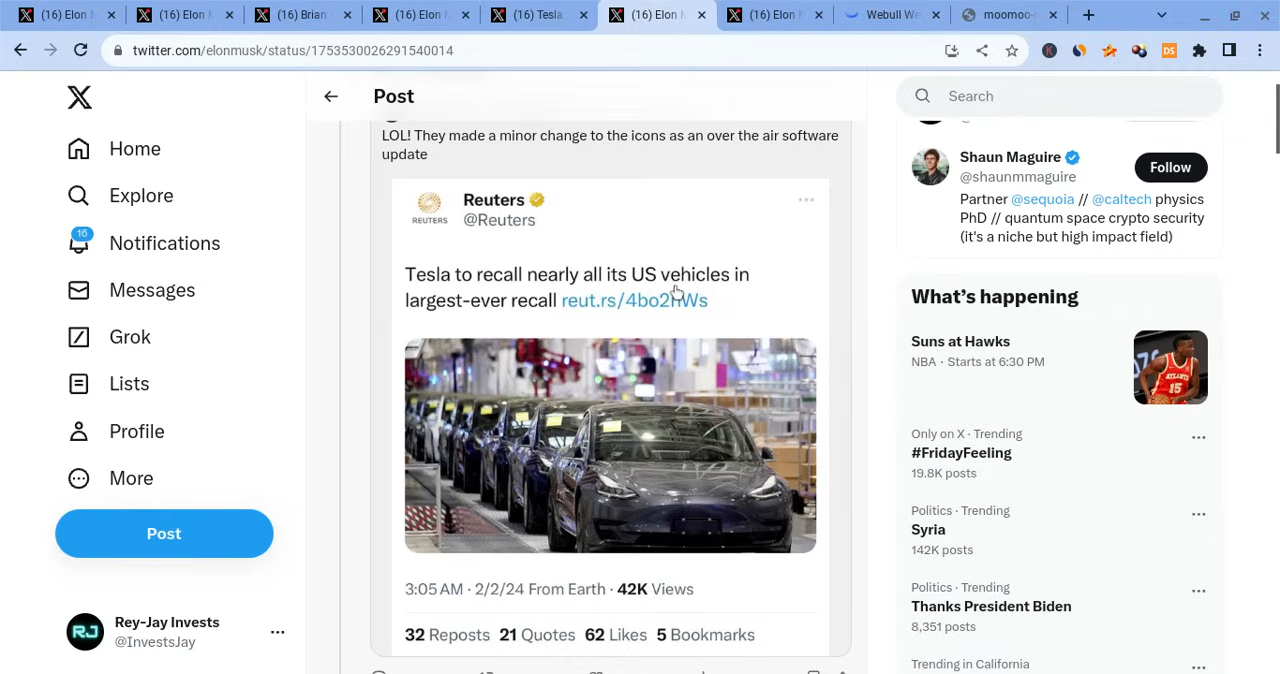 (16) Elon M
(16) Elon M
(16) Brian
(16) Elon M
(16) Tesla
(16) Elon M
(16) Elon M
Webull We
moomoo-
twitter.com/elonmusk/status/1753530026291540014
K
DS
Home
Explore
16
Notifications
Messages
Grok
Lists
Profile
More
Post
Rey-Jay Invests
@InvestsJay
Post
LOL! They made a minor change to the icons as an over the air software
update
REUTERS
Reuters
@Reuters
Tesla to recall nearly all its US vehicles in
largest-ever recall
3:05 AM · 2/2/24 From Earth · 42K Views
32 Reposts 21 Quotes 62 Likes 5 Bookmarks
Search
Shaun Maguire
@shaunmmaguire
Follow
Partner @sequoia // @caltech physics
PhD // quantum space crypto security
(it's a niche but high impact field)
What's happening
Suns at Hawks
NBA · Starts at 6:30 PM
ATLANTA
15
Only on X · Trending
#FridayFeeling
19.8K posts
Politics · Trending
Syria
142K posts
Politics · Trending
Thanks President Biden
8,351 posts
Trending in California